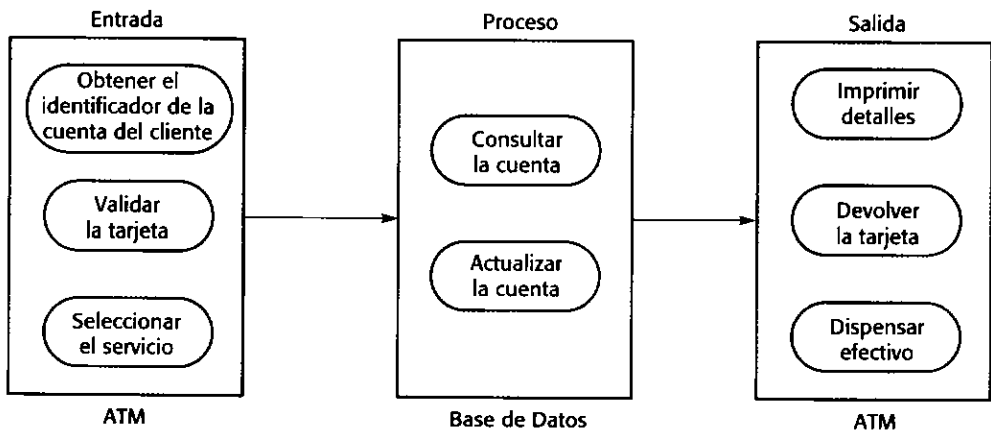 Entrada
Obtener el
identificador de la
cuenta del cliente
Validar
la tarjeta
Seleccionar
el servicio
ATM
Proceso
Consultar
la cuenta
Actualizar
la cuenta
Base de Datos
Salida
Imprimir
detalles
Devolver
la tarjeta
Dispensar
efectivo
ATM